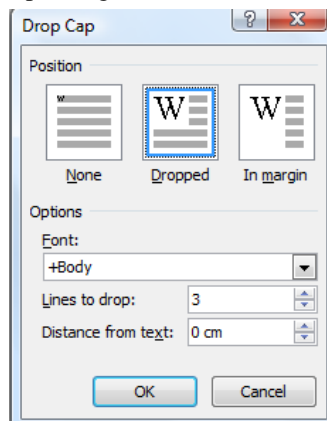 Drop Cap
Position
W W W
None Dropped In margin
Options
Font:
+Body
Lines to drop: 3
Distance from text: 0 cm
OK Cancel